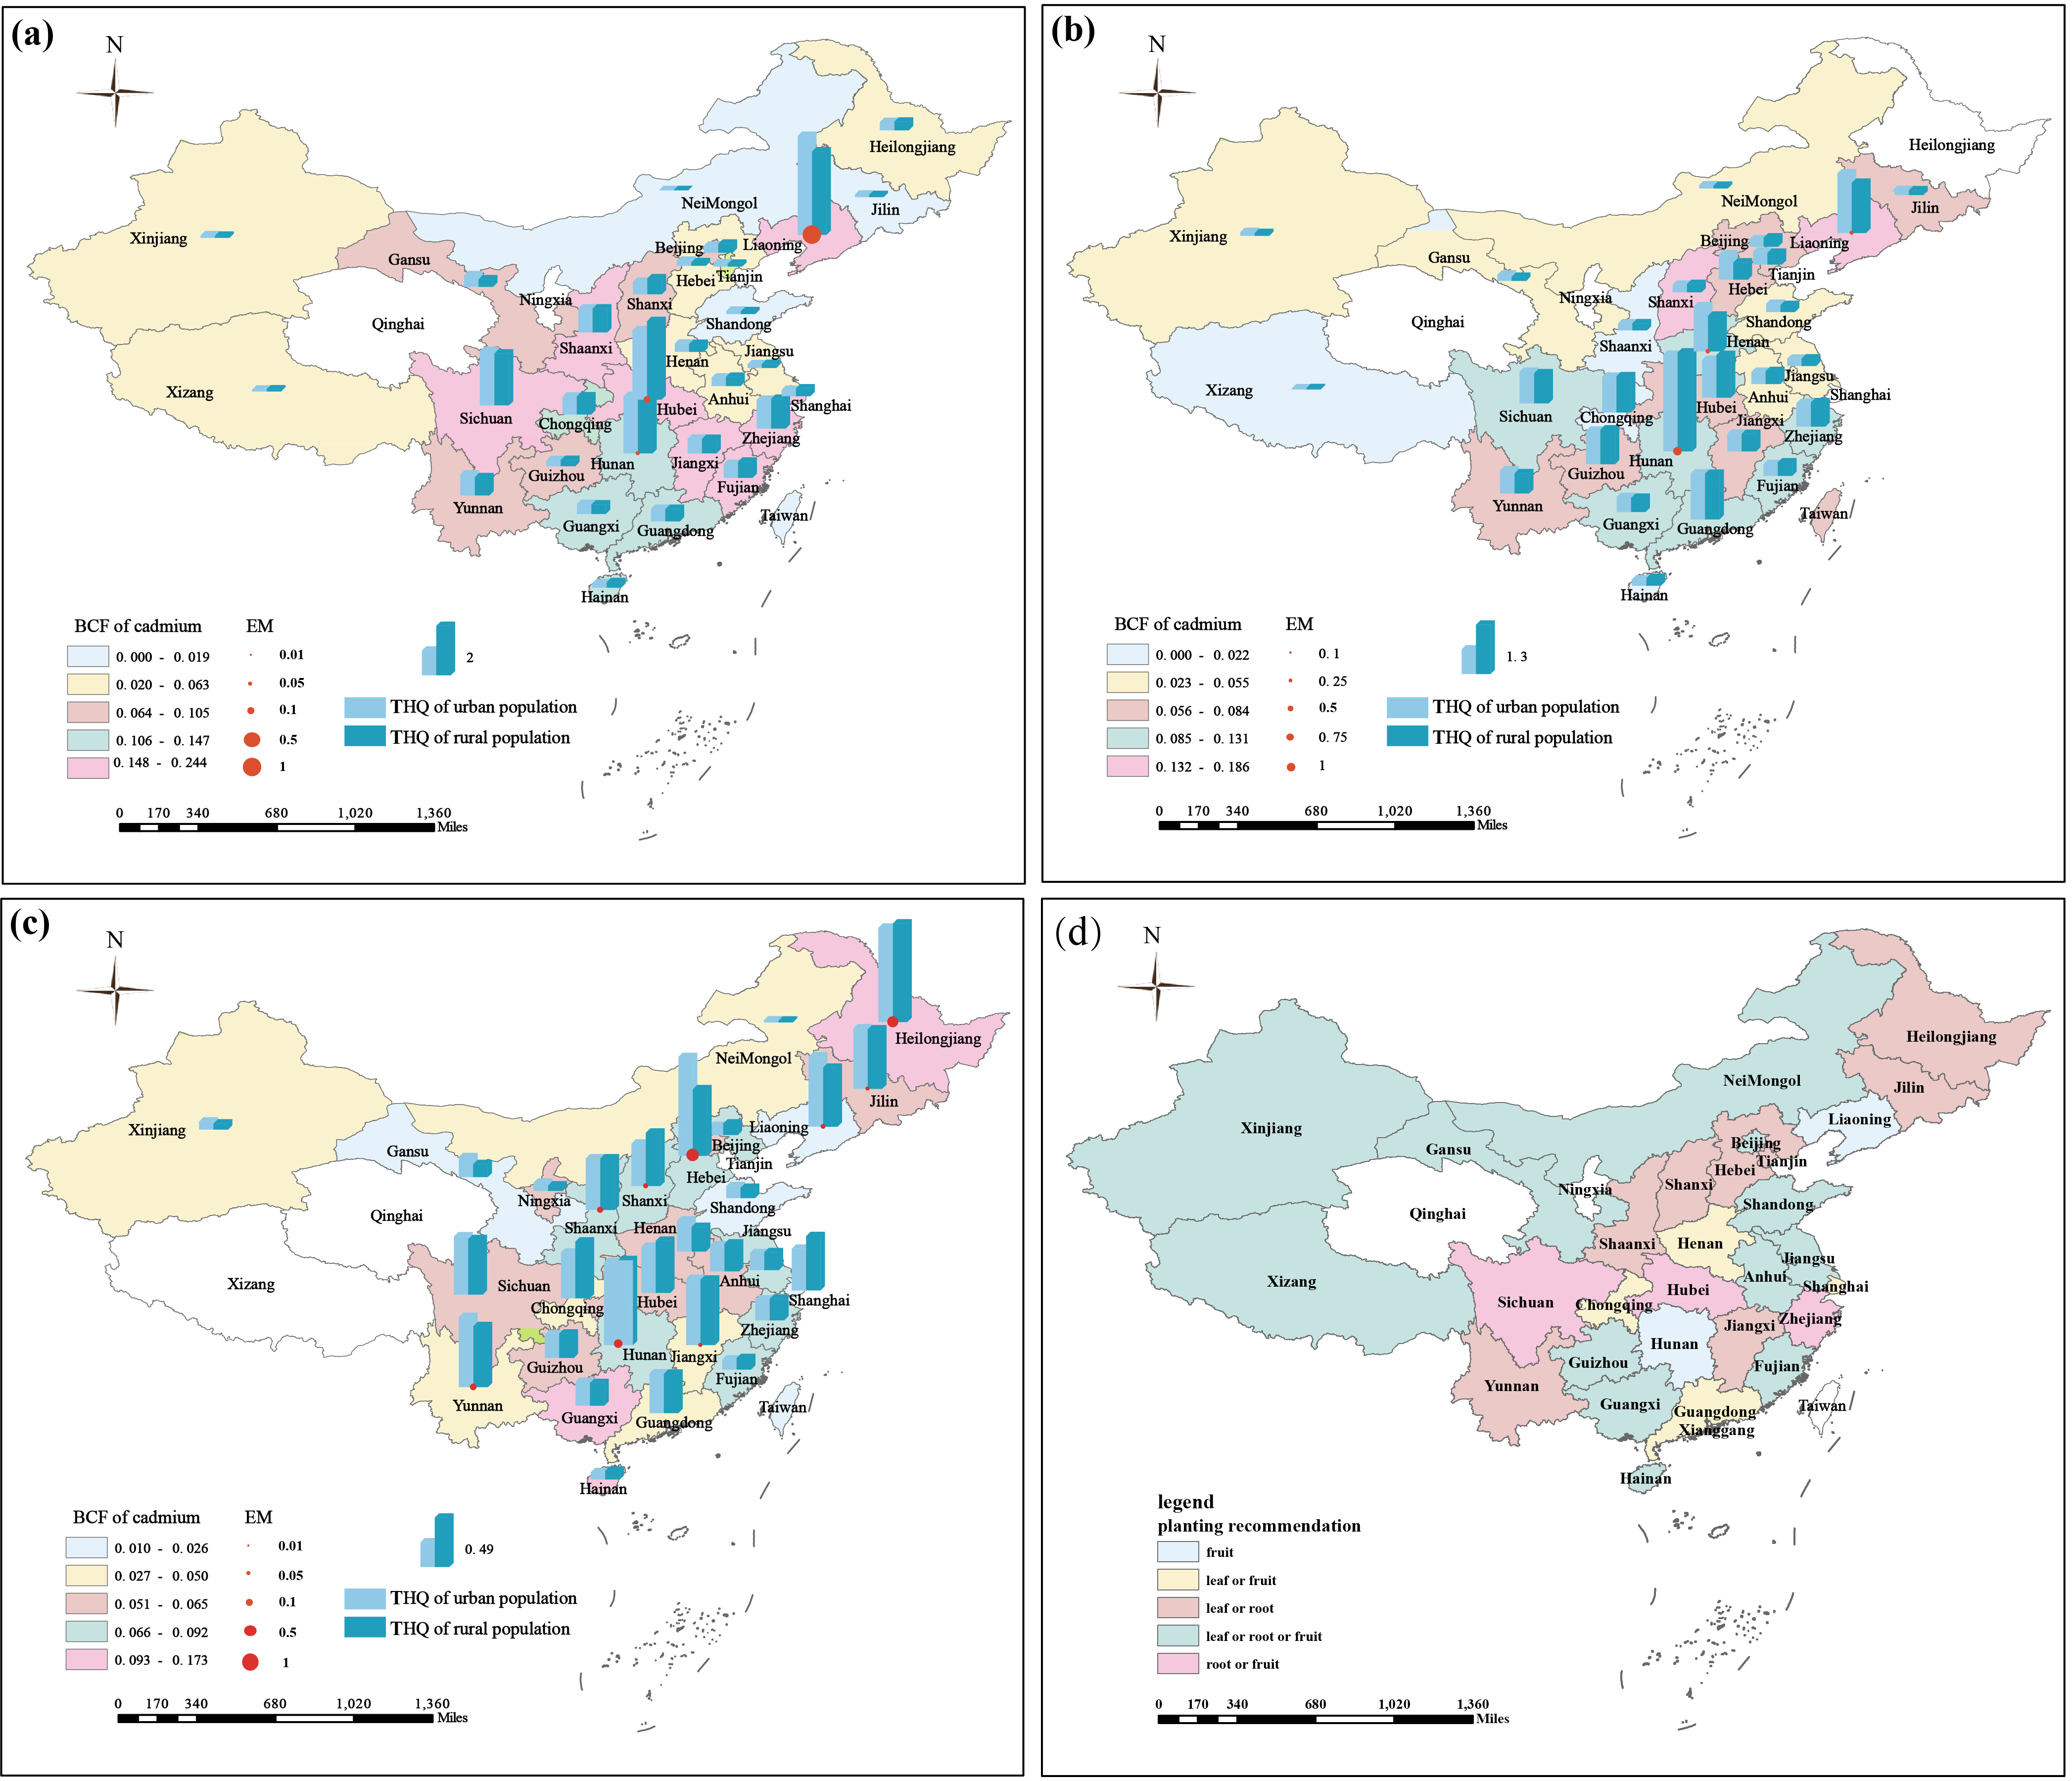 (a)
N
Heilongjiang
NeiMongol
Jilin
Xinjiang
Beijing
Liaoning
Gansu
Hebei
Tianjin
Ningxia
Shanxi
Qinghai
Shandong
Shaanxi
Henan
Jiangsu
Xizang
Anhui
Sichuan
Hubei
Shanghai
Chongqing
Zhejiang
Hunan
Jiangxi
Guizhou
Fujian
Yunnan
Guangxi
Guangdong
Taiwan
Hainan
BCF of cadmium
0. 000 - 0. 019
0. 020 - 0. 063
0. 064 - 0. 105
0. 106 - 0. 147
0. 148 - 0. 244
EM
0.01
0.05
0.1
0.5
1
2
THQ of urban population
THQ of rural population
0 170 340 680 1,020 1,360
Miles
(b)
N
Heilongjiang
NeiMongol
Jilin
Xinjiang
Beijing
Liaoning
Gansu
Tianjin
Hebei
Ningxia
Shanxi
Qinghai
Shandong
Shaanxi
Henan
Jiangsu
Xizang
Anhui
Shanghai
Sichuan
Chongqing
Hubei
Jiangxi
Zhejiang
Hunan
Guizhou
Fujian
Yunnan
Guangxi
Guangdong
Taiwan
Hainan
BCF of cadmium
0. 000 - 0. 022
0. 023 - 0. 055
0. 056 - 0. 084
0. 085 - 0. 131
0. 132 - 0. 186
EM
0. 1
0. 25
0. 5
0. 75
1
1. 3
THQ of urban population
THQ of rural population
0 170 340 680 1,020 1,360
Miles
(c)
N
Heilongjiang
NeiMongol
Jilin
Xinjiang
Liaoning
Beijing
Gansu
Tianjin
Hebei
Ningxia
Shanxi
Shandong
Qinghai
Shaanxi
Henan
Jiangsu
Xizang
Sichuan
Anhui
Chongqing
Hubei
Shanghai
Zhejiang
Hunan
Jiangxi
Guizhou
Fujian
Yunnan
Guangxi
Guangdong
Taiwan
Hainan
BCF of cadmium
0. 010 - 0. 026
0. 027 - 0. 050
0. 051 - 0. 065
0. 066 - 0. 092
0. 093 - 0. 173
EM
0.01
0.05
0.1
0.5
1
0. 49
THQ of urban population
THQ of rural population
0 170 340 680 1,020 1,360
Miles
(d)
N
Heilongjiang
NeiMongol
Jilin
Liaoning
Xinjiang
Beijing
Gansu
Tianjin
Hebei
Shanxi
Ningxia
Shandong
Qinghai
Shaanxi
Henan
Jiangsu
Xizang
Anhui
Shanghai
Hubei
Sichuan
Chongqing
Zhejiang
Jiangxi
Hunan
Guizhou
Fujian
Yunnan
Guangxi
Guangdong
Taiwan
Xianggang
Hainan
legend
planting recommendation
fruit
leaf or fruit
leaf or root
leaf or root or fruit
root or fruit
0 170 340 680 1,020 1,360
Miles